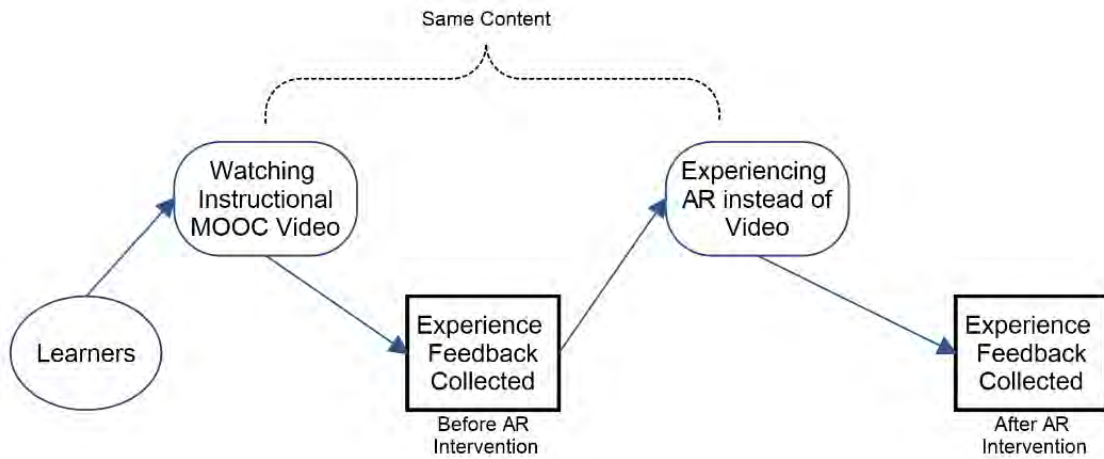 Same Content
Watching
Instructional
MOOC Video
Experiencing
AR instead of
Video
Learners
Experience
Feedback
Collected
Before AR
Intervention
Experience
Feedback
Collected
After AR
Intervention